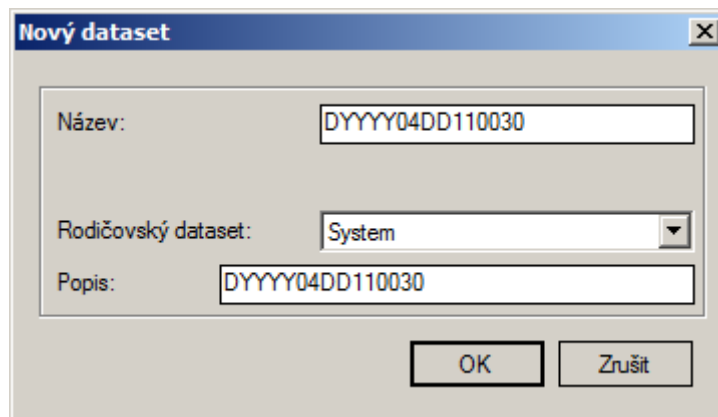 Nový dataset
Název: DYYYY04DD110030
Rodičovský dataset: System
Popis: DYYYY04DD110030
OK Zrušit